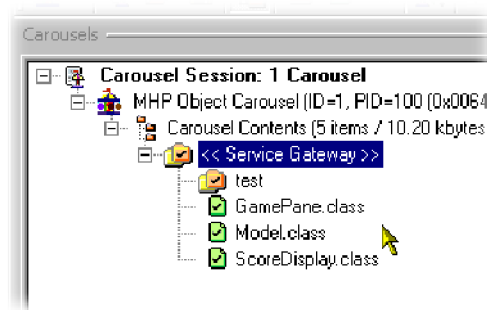 Carousels
Carousel Session: 1 Carousel
MHP Object Carousel (ID=1, PID=100 (0x0064
Carousel Contents (5 items / 10.20 kbytes
<< Service Gateway >>
test
GamePane.class
Model.class
ScoreDisplay.class